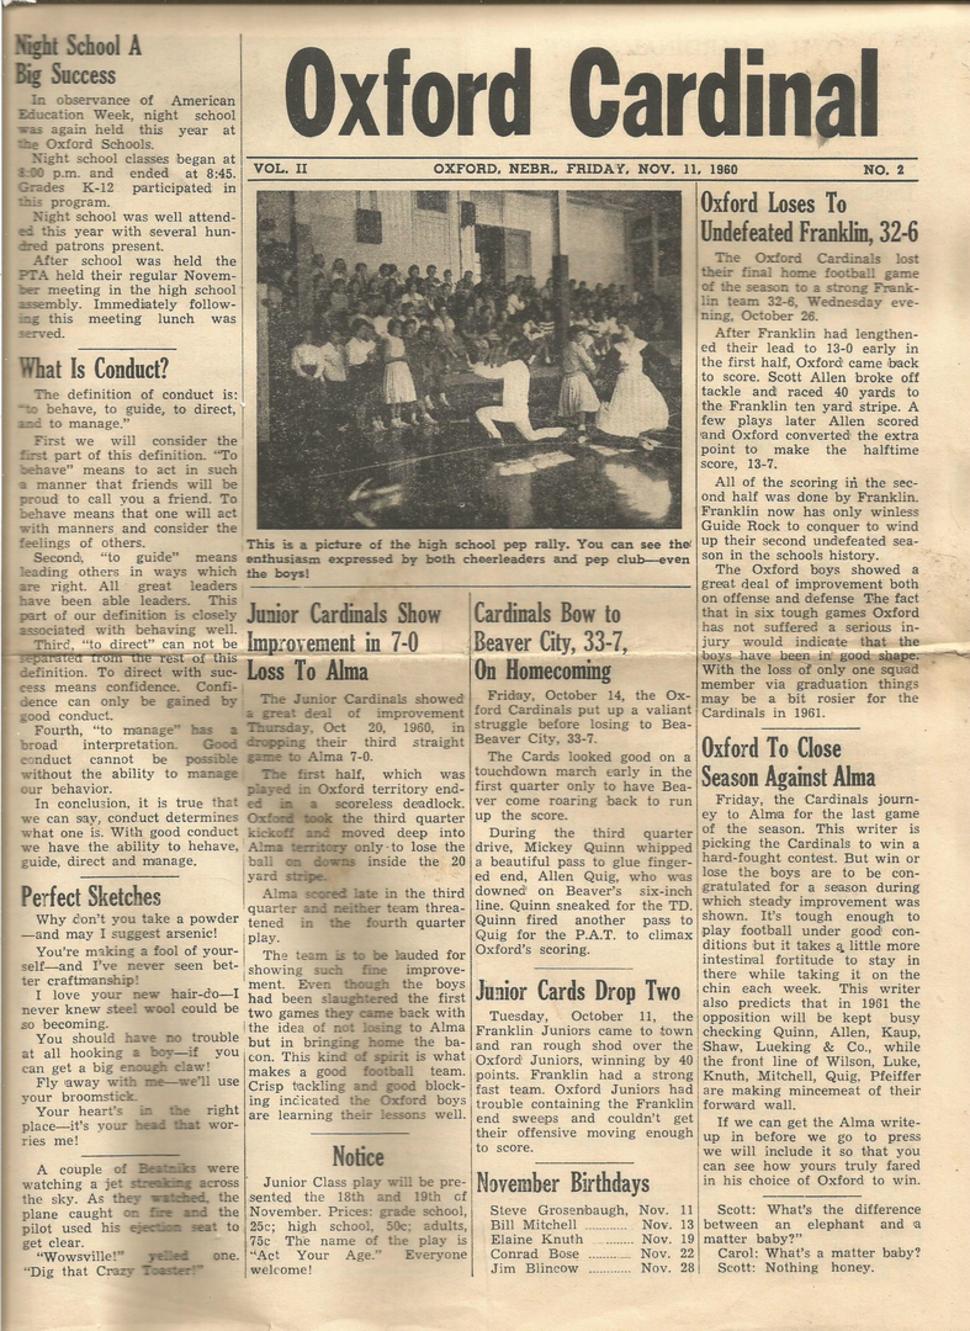 Night School A
Big Success
In observance of American
Education Week, night school
was again held this year at
the Oxford Schools.
Night school classes began at
8:00 p.m. and ended at 8:45.
Grades K-12 participated in
this program.
Night school was well attend-
ed this year with several hun-
dred patrons present.
After school was held the
PTA held their regular Novem-
ber meeting in the high school
assembly. Immediately follow-
ing this meeting lunch was
served.
What Is Conduct?
The definition of conduct is:
"to behave, to guide, to direct,
and to manage."
First we will consider the
first part of this definition. "To
behave" means to act in such
a manner that friends will be
proud to call you a friend. To
behave means that one will act
with manners and consider the
feelings of others.
Second, "to guide" means
leading others in ways which
are right. All great leaders
have been able leaders. This
part of our definition is closely
associated with behaving well.
Third, "to direct" can not be
separated from the rest of this
definition. To direct with suc-
cess means confidence. Confi-
dence can only be gained by
good conduct.
Fourth, "to manage" has a
broad interpretation. Good
conduct cannot be possible
without the ability to manage
our behavior.
In conclusion, it is true that
we can say, conduct determines
what one is. With good conduct
we have the ability to hehave,
guide, direct and manage.
Perfect Sketches
Why don't you take a powder
—and may I suggest arsenic!
You're making a fool of your-
self—and I've never seen bet-
ter craftmanship!
I love your new hair-do—I
never knew steel wool could be
so becoming.
You should have no trouble
at all hooking a boy—if you
can get a big enough claw!
Fly away with me—we'll use
your broomstick.
Your heart's in the right
place—it's your head that wor-
ries me!
A couple of Beatniks were
watching a jet streaking across
the sky. As they watched, the
plane caught on fire and the
pilot used his ejection seat to
get clear.
"Wowsville!" yelled one.
"Dig that Crazy Toaster!"
Oxford Cardinal
VOL. II OXFORD, NEBR., FRIDAY, NOV. 11, 1960 NO. 2
This is a picture of the high school pep rally. You can see the
enthusiasm expressed by both cheerleaders and pep club—even
the boys!
Junior Cardinals Show
Improvement in 7-0
Loss To Alma
The Junior Cardinals showed
a great deal of improvement
Thursday, Oct 20, 1960, in
dropping their third straight
game to Alma 7-0.
The first half, which was
played in Oxford territory end-
ed in a scoreless deadlock.
Oxford took the third quarter
kickoff and moved deep into
Alma territory only to lose the
ball on downs inside the 20
yard stripe.
Alma scored late in the third
quarter and neither team threa-
tened in the fourth quarter
play.
The team is to be lauded for
showing such fine improve-
ment. Even though the boys
had been slaughtered the first
two games they came back with
the idea of not losing to Alma
but in bringing home the ba-
con. This kind of spirit is what
makes a good football team.
Crisp tackling and good block-
ing indicated the Oxford boys
are learning their lessons well.
Notice
Junior Class play will be pre-
sented the 18th and 19th of
November. Prices: grade school,
25c; high school, 50c; adults,
75c The name of the play is
"Act Your Age." Everyone
welcome!
Cardinals Bow to
Beaver City, 33-7,
On Homecoming
Friday, October 14, the Ox-
ford Cardinals put up a valiant
struggle before losing to Bea-
Beaver City, 33-7.
The Cards looked good on a
touchdown march early in the
first quarter only to have Bea-
ver come roaring back to run
up the score.
During the third quarter
drive, Mickey Quinn whipped
a beautiful pass to glue finger-
ed end, Allen Quig, who was
downed on Beaver's six-inch
line. Quinn sneaked for the TD.
Quinn fired another pass to
Quig for the P.A.T. to climax
Oxford's scoring.
Junior Cards Drop Two
Tuesday, October 11, the
Franklin Juniors came to town
and ran rough shod over the
Oxford Juniors, winning by 40
points. Franklin had a strong
fast team. Oxford Juniors had
trouble containing the Franklin
end sweeps and couldn't get
their offensive moving enough
to score.
November Birthdays
Steve Grosenbaugh, Nov. 11
Bill Mitchell ........... Nov. 13
Elaine Knuth ....... Nov. 19
Conrad Bose ........... Nov. 22
Jim Blincow ........... Nov. 28
Oxford Loses To
Undefeated Franklin, 32-6
The Oxford Cardinals lost
their final home football game
of the season to a strong Frank-
lin team 32-6, Wednesday eve-
ning, October 26.
After Franklin had lengthen-
ed their lead to 13-0 early in
the first half, Oxford came back
to score. Scott Allen broke off
tackle and raced 40 yards to
the Franklin ten yard stripe. A
few plays later Allen scored
and Oxford converted the extra
point to make the halftime
score, 13-7.
All of the scoring in the sec-
ond half was done by Franklin.
Franklin now has only winless
Guide Rock to conquer to wind
up their second undefeated sea-
son in the schools history.
The Oxford boys showed a
great deal of improvement both
on offense and defense The fact
that in six tough games Oxford
has not suffered a serious in-
jury would indicate that the
boys have been in good shape.
With the loss of only one squad
member via graduation things
may be a bit rosier for the
Cardinals in 1961.
Oxford To Close
Season Against Alma
Friday, the Cardinals journ-
ey to Alma for the last game
of the season. This writer is
picking the Cardinals to win a
hard-fought contest. But win or
lose the boys are to be con-
gratulated for a season during
which steady improvement was
shown. It's tough enough to
play football under good con-
ditions but it takes a little more
intestinal fortitude to stay in
there while taking it on the
chin each week. This writer
also predicts that in 1961 the
opposition will be kept busy
checking Quinn, Allen, Kaup,
Shaw, Lueking & Co., while
the front line of Wilson, Luke,
Knuth, Mitchell, Quig, Pfeiffer
are making mincemeat of their
forward wall.
If we can get the Alma write-
up in before we go to press
we will include it so that you
can see how yours truly fared
in his choice of Oxford to win.
Scott: What's the difference
between an elephant and a
matter baby?"
Carol: What's a matter baby?
Scott: Nothing honey.